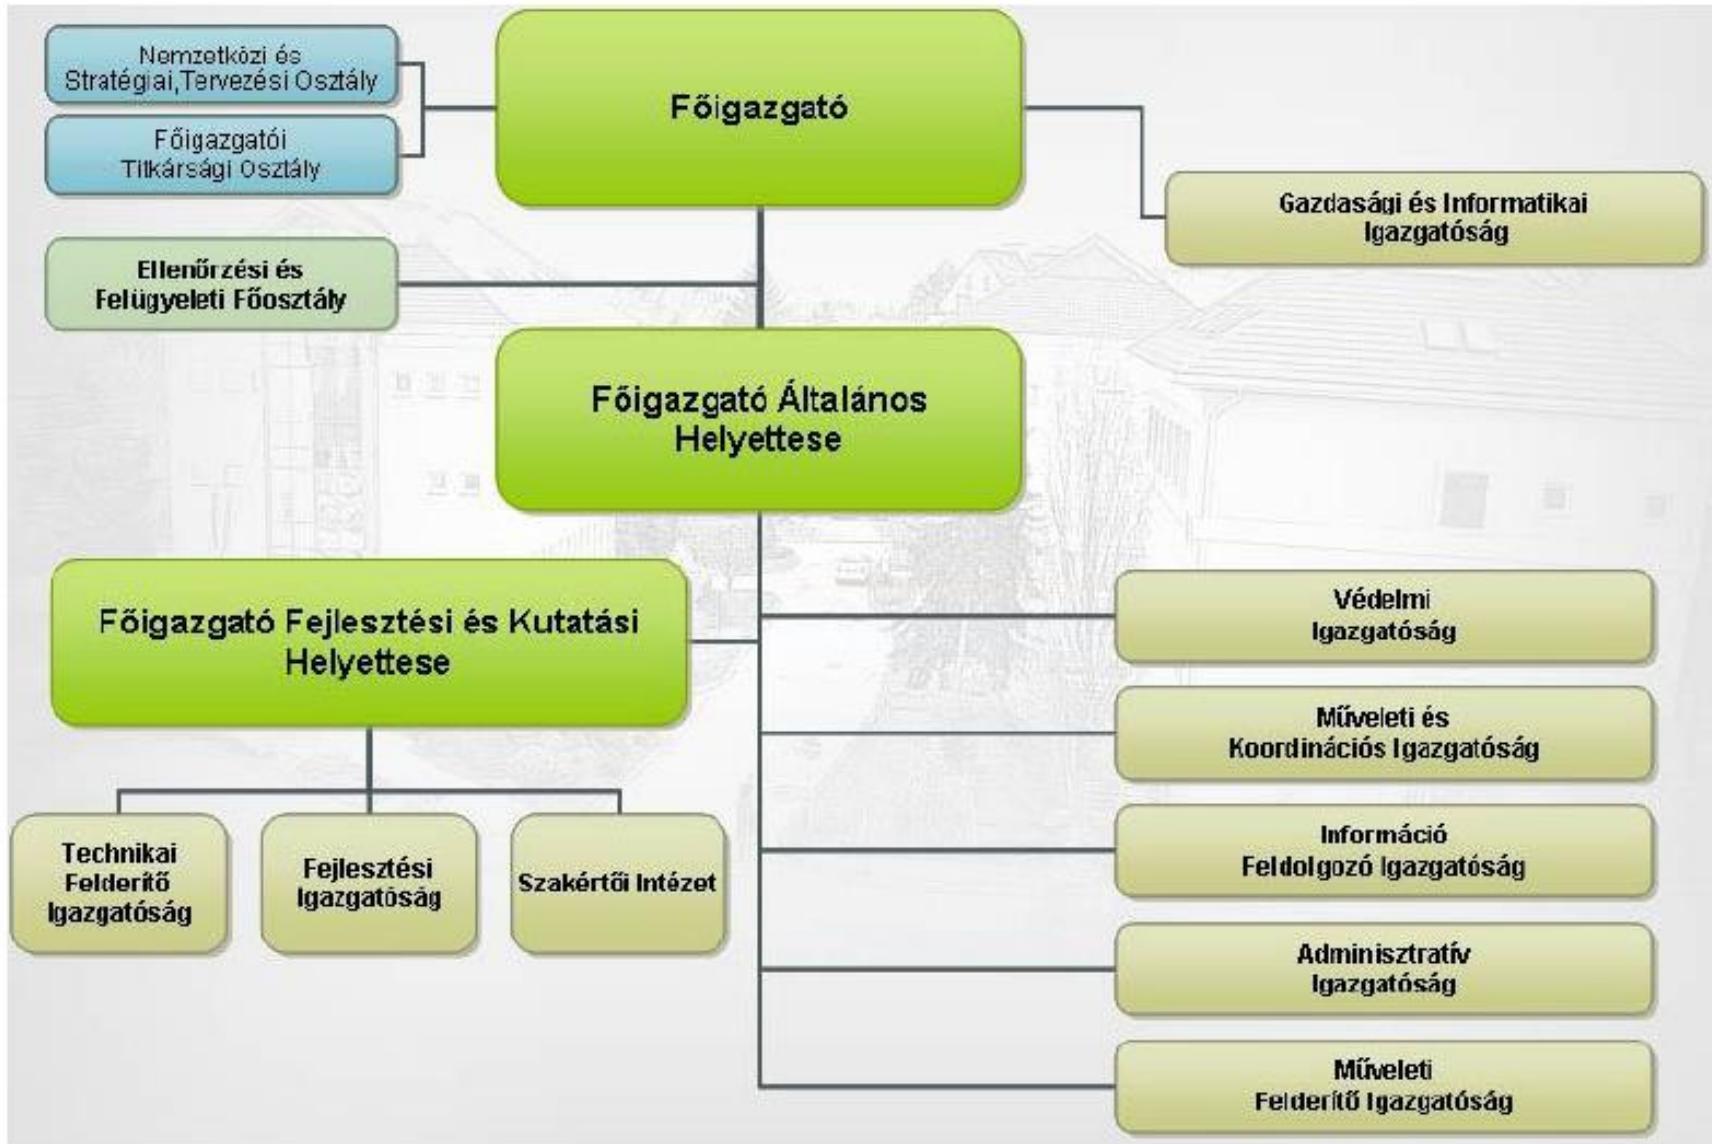 Nemzetközi és
Stratégiai,Tervezési Osztály
Főigazgatói
Titkársági Osztály
Főigazgató
Gazdasági és Informatikai
Igazgatóság
Ellenőrzési és
Felügyeleti Főosztály
Főigazgató Általános
Helyettese
Főigazgató Fejlesztési és Kutatási
Helyettese
Védelmi
Igazgatóság
Műveleti és
Koordinációs Igazgatóság
Információ
Feldolgozó Igazgatóság
Adminisztratív
Igazgatóság
Műveleti
Felderítő Igazgatóság
Technikai
Felderítő
Igazgatóság
Fejlesztési
Igazgatóság
Szakértői Intézet